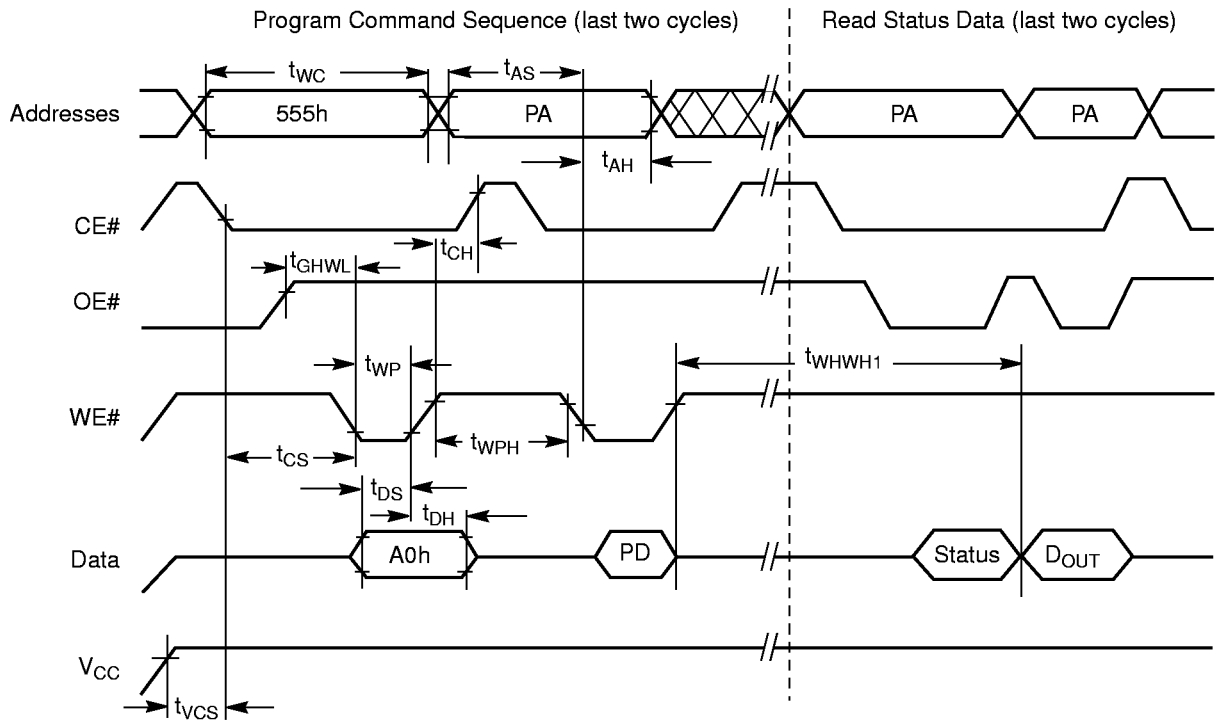 Program Command Sequence (last two cycles) Read Status Data (last two cycles)
tWC tAS
Addresses 555h PA PA PA
tAH
CE#
tCH
tGHWL
OE#
tWP tWHWH1
WE#
tWPH
tCS
tDS
tDH
Data A0h PD Status DOUT
VCC
tVCS